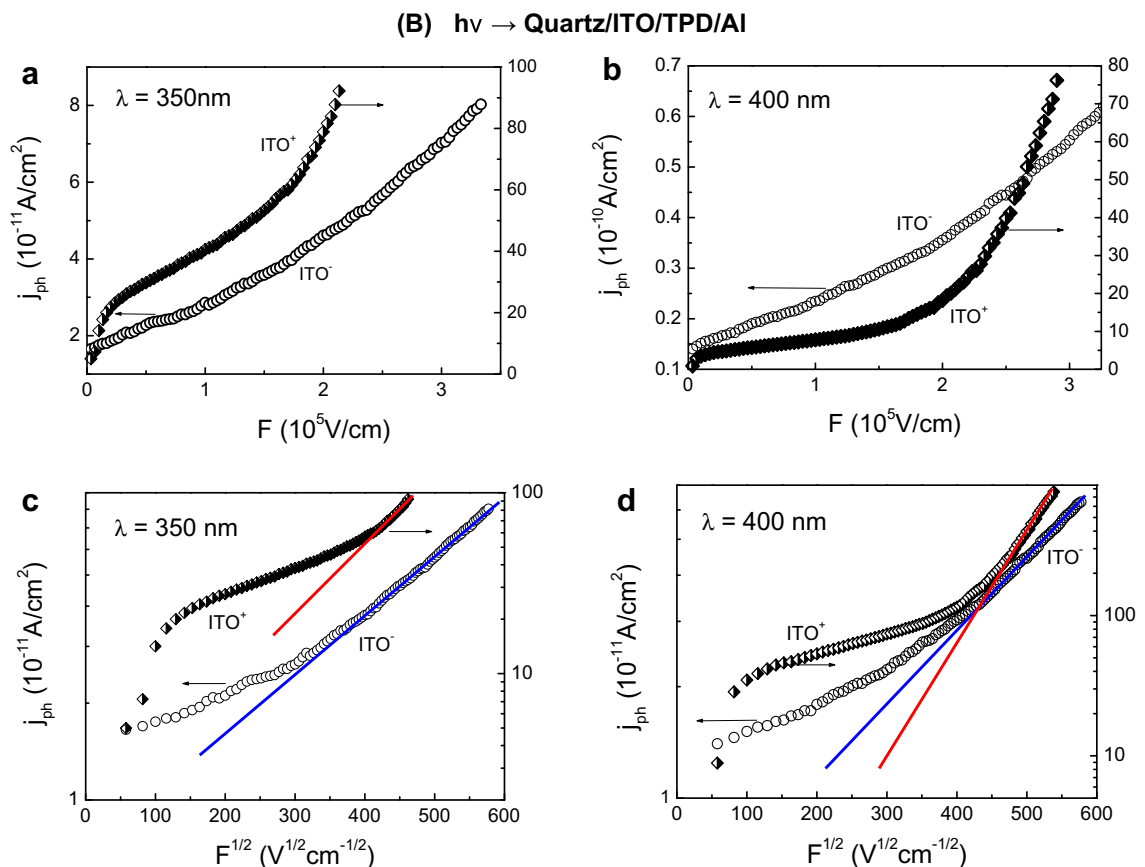 (B) hν → Quartz/ITO/TPD/Al
a
λ = 350nm
ITO⁺
ITO⁻
j_ph (10⁻¹¹A/cm²)
8
6
4
2
100
80
60
40
20
0
0 1 2 3
F (10⁵V/cm)
b
λ = 400 nm
ITO⁻
ITO⁺
j_ph (10⁻¹⁰A/cm²)
0.7
0.6
0.5
0.4
0.3
0.2
0.1
80
70
60
50
40
30
20
10
0
0 1 2 3
F (10⁵V/cm)
c
λ = 350 nm
ITO⁺
ITO⁻
j_ph (10⁻¹¹A/cm²)
1
100
10
0 100 200 300 400 500 600
F^1/2 (V^1/2cm^-1/2)
d
λ = 400 nm
ITO⁻
ITO⁺
j_ph (10⁻¹¹A/cm²)
1
100
10
0 100 200 300 400 500 600
F^1/2 (V^1/2cm^-1/2)